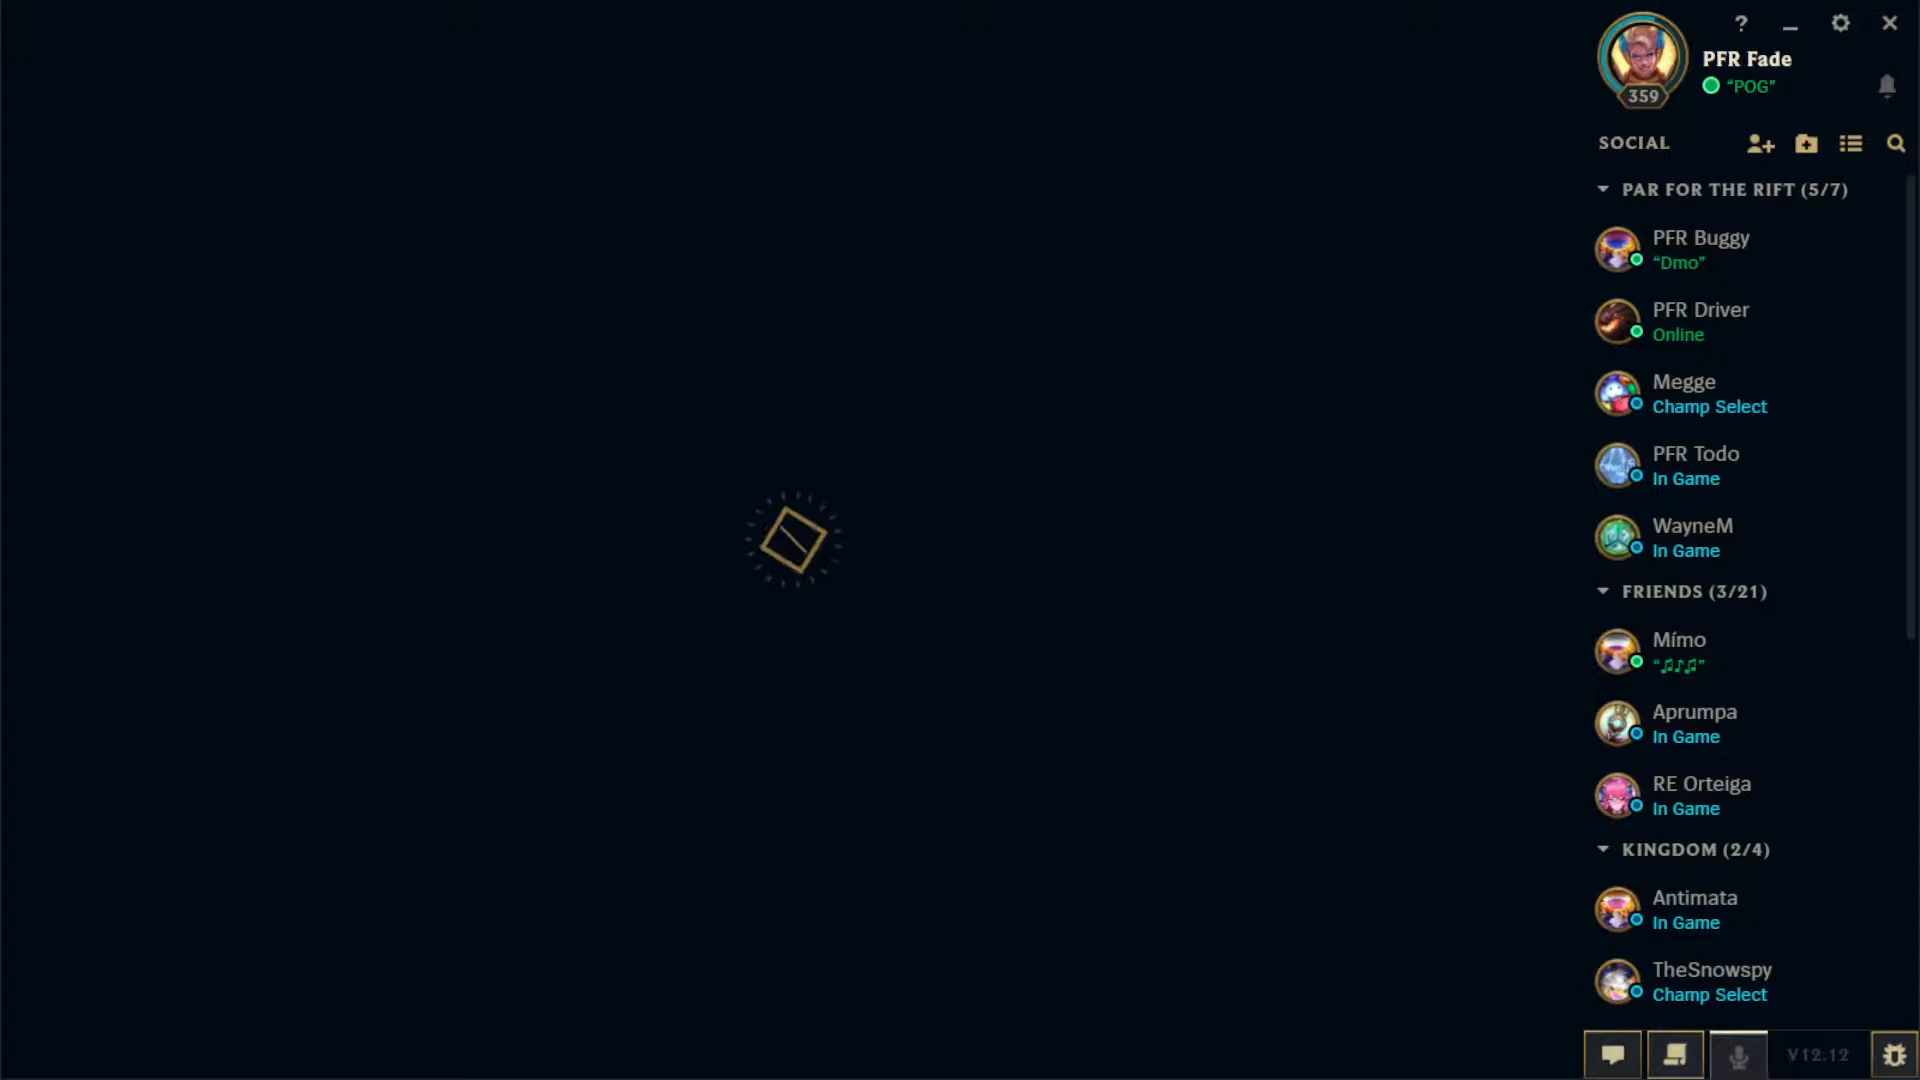 ?
PFR Fade
“POG”
359
SOCIAL
PAR FOR THE RIFT (5/7)
PFR Buggy
“Dmo”
PFR Driver
Online
Megge
Champ Select
PFR Todo
In Game
WayneM
In Game
FRIENDS (3/21)
Mímo
“♫♪♫”
Aprumpa
In Game
RE Orteiga
In Game
KINGDOM (2/4)
Antimata
In Game
TheSnowspy
Champ Select
V12.12